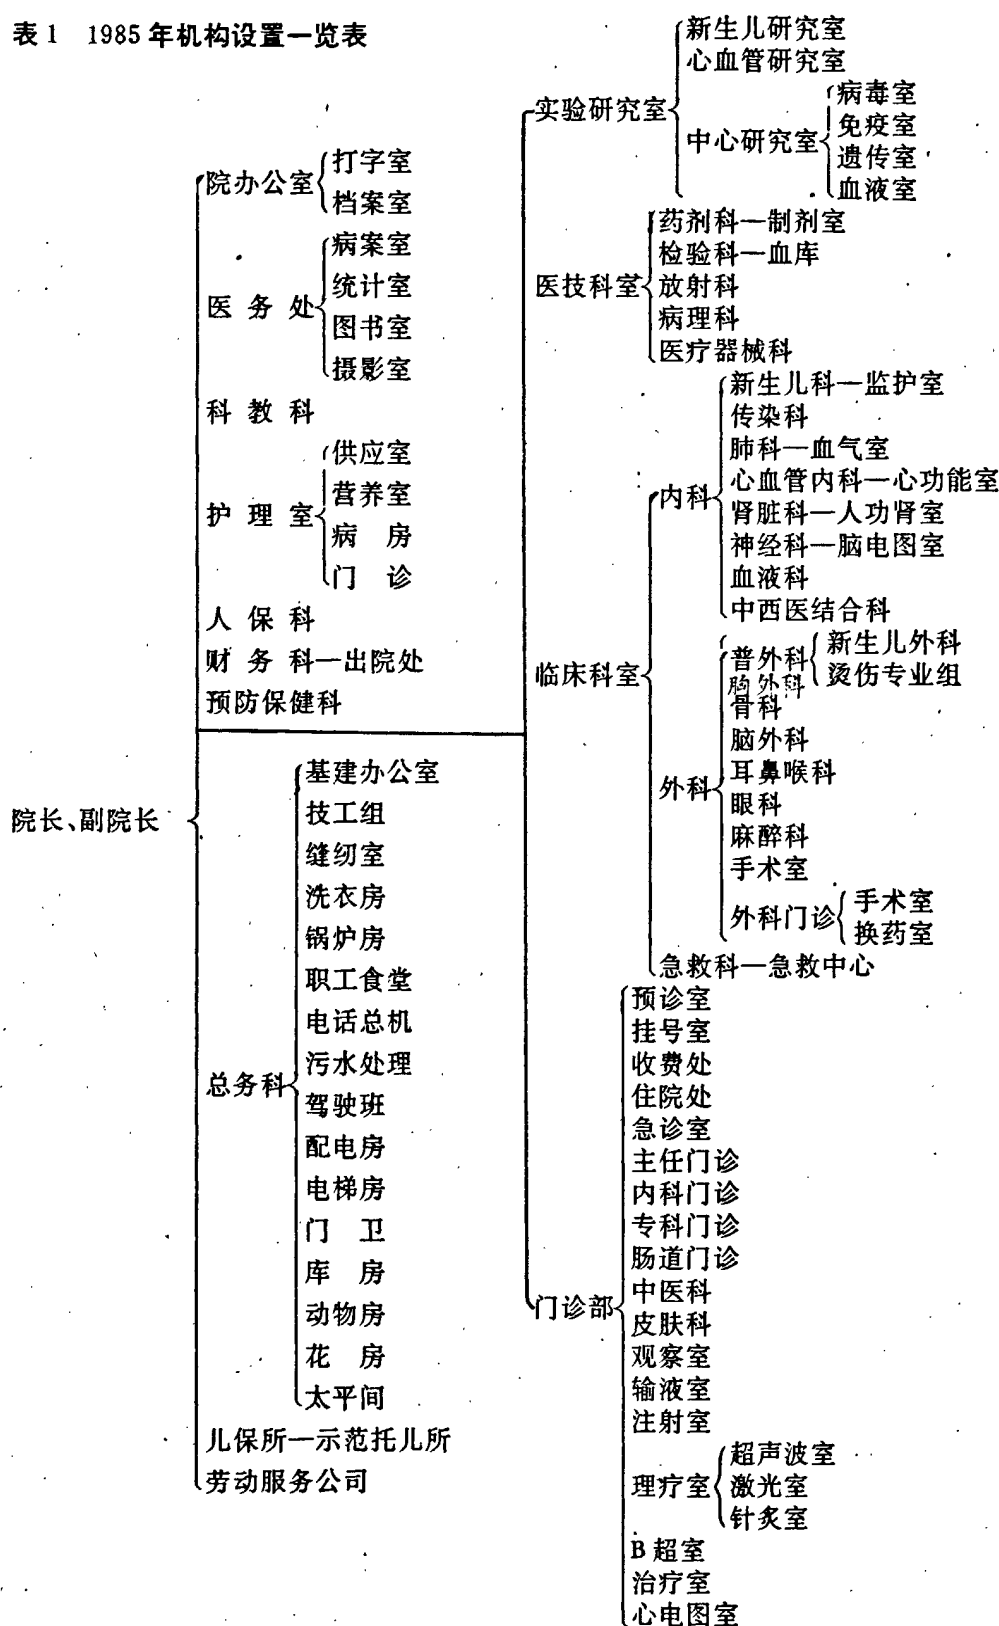 表1 1985年机构设置一览表
院长、副院长
院办公室
打字室
档案室
医务处
病案室
统计室
图书室
摄影室
科教科
护理室
供应室
营养室
病房
门诊
人保科
财务科—出院处
预防保健科
总务科
基建办公室
技工组
缝纫室
洗衣房
锅炉房
职工食堂
电话总机
污水处理
驾驶班
配电房
电梯房
门卫
库房
动物房
花房
太平间
儿保所—示范托儿所
劳动服务公司
实验研究室
新生儿研究室
心血管研究室
中心研究室
病毒室
免疫室
遗传室
血液室
医技科室
药剂科—制剂室
检验科—血库
放射科
病理科
医疗器械科
临床科室
内科
新生儿科—监护室
传染科
肺科—血气室
心血管内科—心功能室
肾脏科—人功肾室
神经科—脑电图室
血液科
中西医结合科
外科
普外科
新生儿外科
烫伤专业组
胸外科
骨科
脑外科
耳鼻喉科
眼科
麻醉科
手术室
外科门诊
手术室
换药室
急救科—急救中心
门诊部
预诊室
挂号室
收费处
住院处
急诊室
主任门诊
内科门诊
专科门诊
肠道门诊
中医科
皮肤科
观察室
输液室
注射室
理疗室
超声波室
激光室
针灸室
B超室
治疗室
心电图室